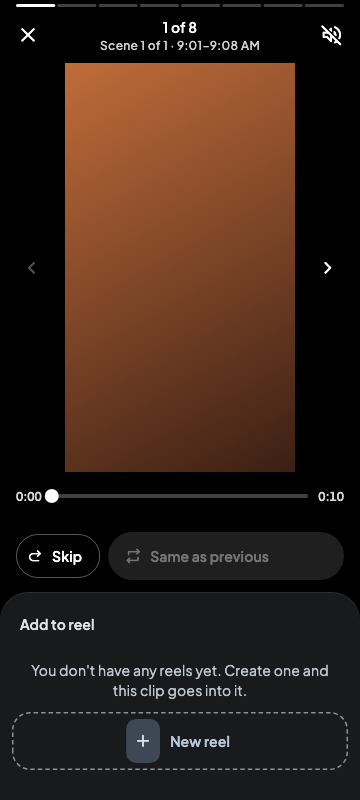 1 of 8
Scene 1 of 1 · 9:01–9:08 AM
0:00
0:10
Skip
Same as previous
Add to reel
You don't have any reels yet. Create one and
this clip goes into it.
New reel